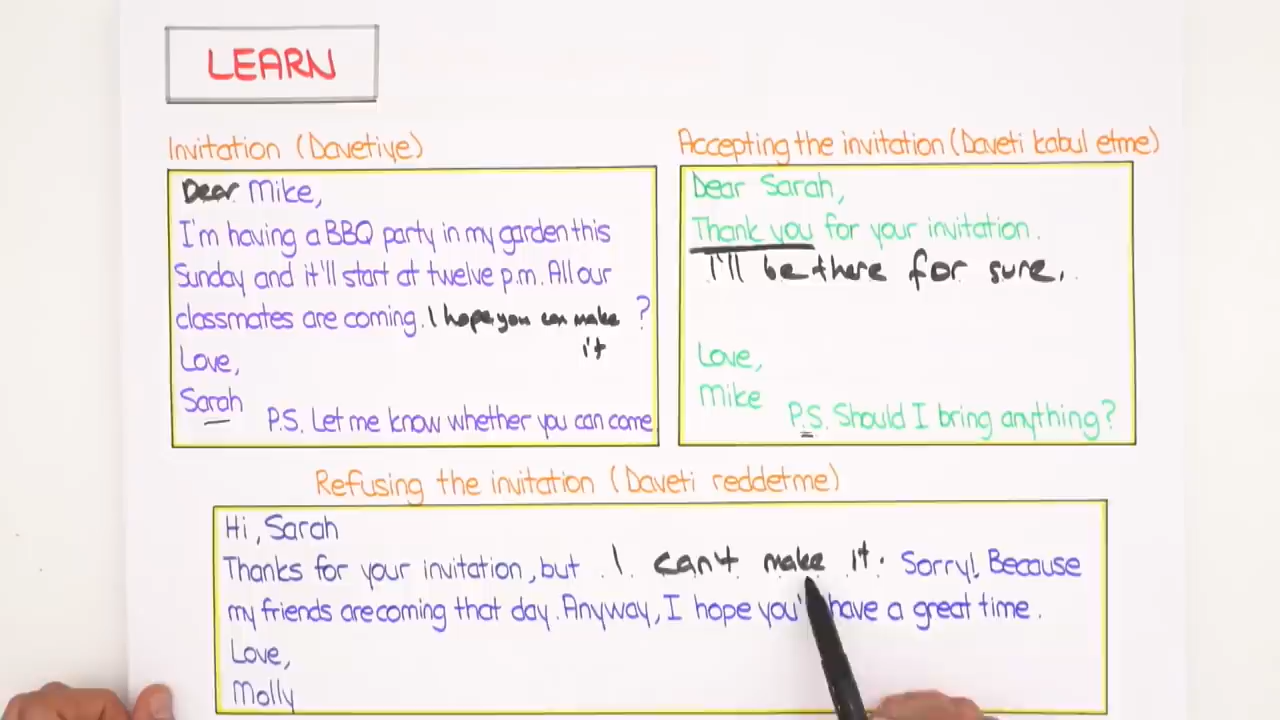 LEARN
Invitation (Davetiye)
Dear Mike,
I'm having a BBQ party in my garden this
Sunday and it'll start at twelve p.m. All our
classmates are coming. I hope you can make ?
it
Love,
Sarah
P.S. Let me know whether you can come
Accepting the invitation (Daveti kabul etme)
Dear Sarah,
Thank you for your invitation.
I'll be there for sure.
Love,
Mike
P.S. Should I bring anything?
Refusing the invitation (Daveti reddetme)
Hi, Sarah
Thanks for your invitation, but I can't make it. Sorry! Because
my friends are coming that day. Anyway, I hope have a great time.
Love,
Molly